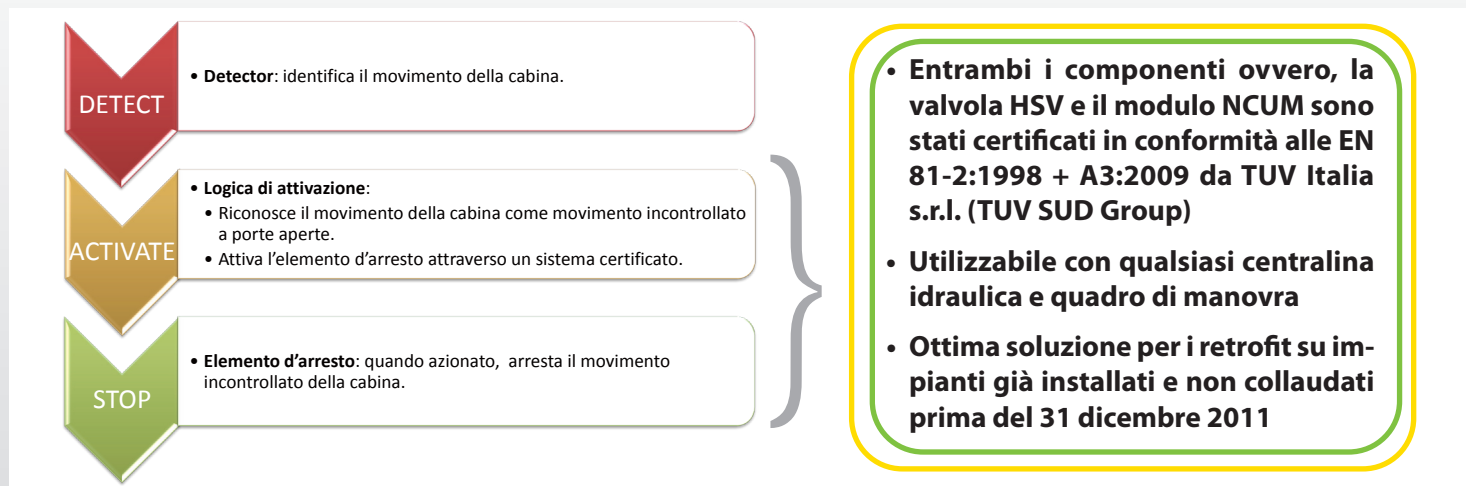 DETECT
• Detector: identifica il movimento della cabina.
ACTIVATE
• Logica di attivazione:
• Riconosce il movimento della cabina come movimento incontrollato
a porte aperte.
• Attiva l'elemento d'arresto attraverso un sistema certificato.
STOP
• Elemento d'arresto: quando azionato, arresta il movimento
incontrollato della cabina.
• Entrambi i componenti ovvero, la
valvola HSV e il modulo NCUM sono
stati certificati in conformità alle EN
81-2:1998 + A3:2009 da TUV Italia
s.r.l. (TUV SUD Group)
• Utilizzabile con qualsiasi centralina
idraulica e quadro di manovra
• Ottima soluzione per i retrofit su im-
pianti già installati e non collaudati
prima del 31 dicembre 2011